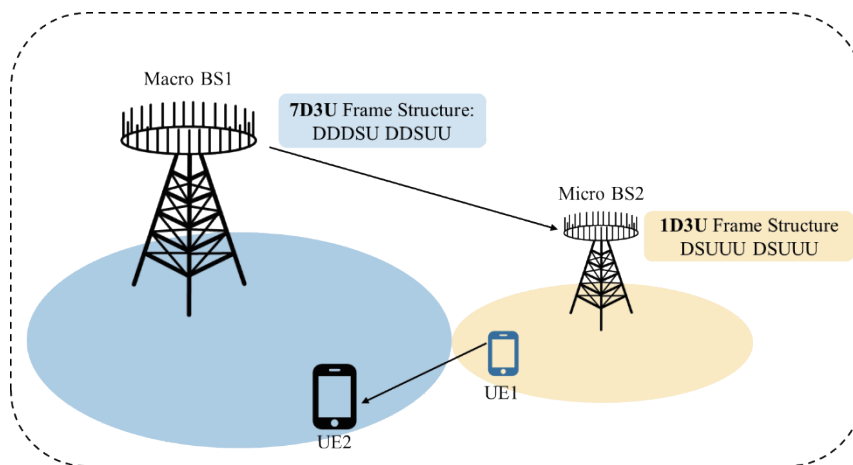 Macro BS1
7D3U Frame Structure:
DDDSU DDSUU
Micro BS2
1D3U Frame Structure
DSUUU DSUUU
UE1
UE2